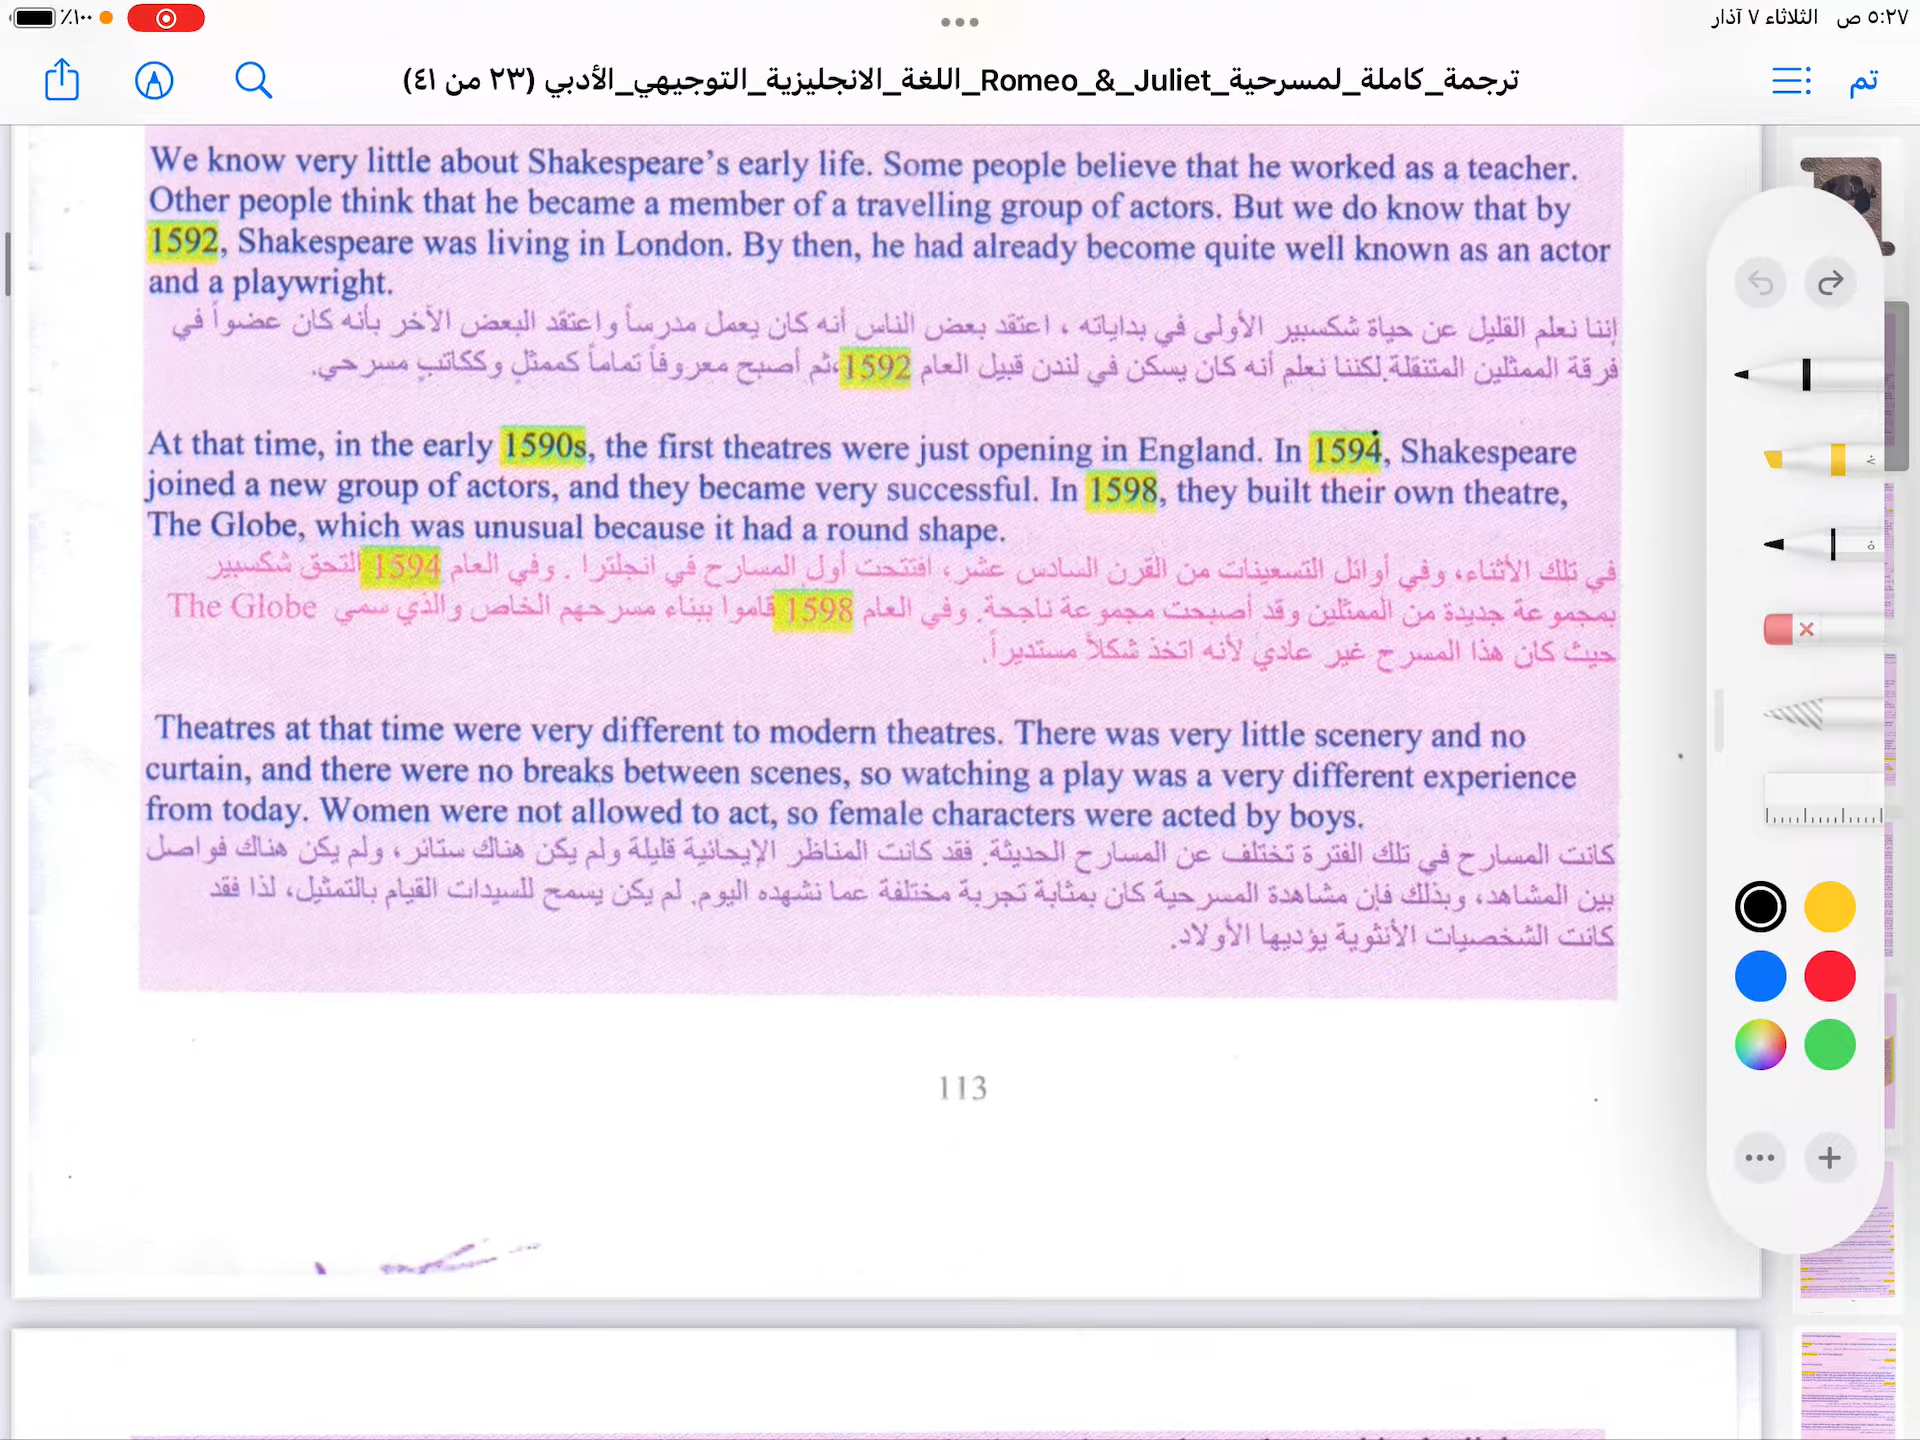 ٪١٠٠
٥:٢٧ ص الثلاثاء ٧ آذار
ترجمة_كاملة_لمسرحية_Romeo_&_Juliet_اللغة_الانجليزية_التوجيهي_الأدبي (٢٣ من ٤١)
تم
We know very little about Shakespeare's early life. Some people believe that he worked as a teacher.
Other people think that he became a member of a travelling group of actors. But we do know that by
1592, Shakespeare was living in London. By then, he had already become quite well known as an actor
and a playwright.
إننا نعلم القليل عن حياة شكسبير الأولى في بداياته ، اعتقد بعض الناس أنه كان يعمل مدرساً واعتقد البعض الآخر بأنه كان عضواً في
فرقة الممثلين المتنقلة.لكننا نعلم أنه كان يسكن في لندن قبيل العام 1592،ثم أصبح معروفاً تماماً كممثلٍ وككاتبٍ مسرحي.
At that time, in the early 1590s, the first theatres were just opening in England. In 1594, Shakespeare
joined a new group of actors, and they became very successful. In 1598, they built their own theatre,
The Globe, which was unusual because it had a round shape.
في تلك الأثناء، وفي أوائل التسعينات من القرن السادس عشر، افتتحت أول المسارح في انجلترا . وفي العام 1594 التحق شكسبير
بمجموعة جديدة من الممثلين وقد أصبحت مجموعة ناجحة. وفي العام 1598 قاموا ببناء مسرحهم الخاص والذي سمي The Globe
حيث كان هذا المسرح غير عادي لأنه اتخذ شكلاً مستديراً.
Theatres at that time were very different to modern theatres. There was very little scenery and no
curtain, and there were no breaks between scenes, so watching a play was a very different experience
from today. Women were not allowed to act, so female characters were acted by boys.
كانت المسارح في تلك الفترة تختلف عن المسارح الحديثة. فقد كانت المناظر الإيحائية قليلة ولم يكن هناك ستائر، ولم يكن هناك فواصل
بين المشاهد، وبذلك فإن مشاهدة المسرحية كان بمثابة تجربة مختلفة عما نشهده اليوم. لم يكن يسمح للسيدات القيام بالتمثيل، لذا فقد
كانت الشخصيات الأنثوية يؤديها الأولاد.
113